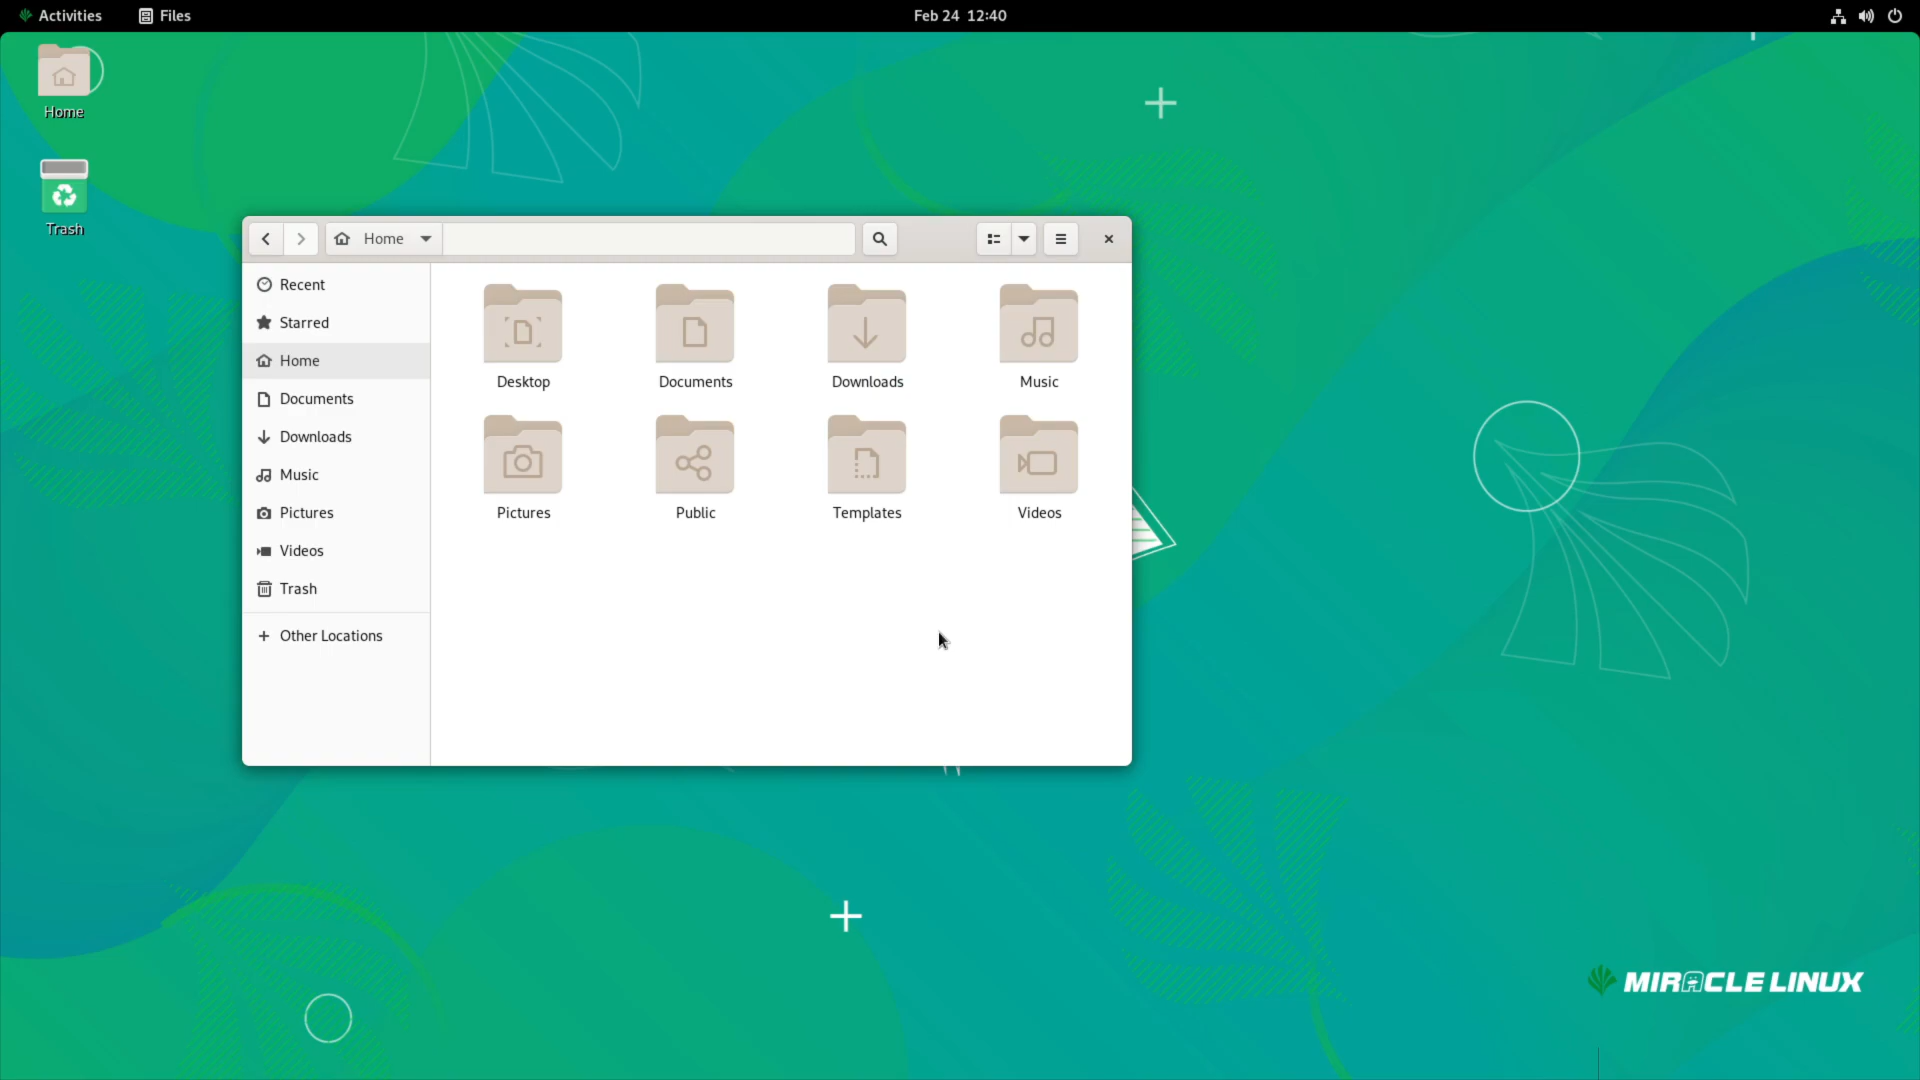 Activities Files Feb 24 12:40
Home
Trash
Home
Recent
Starred
Home
Documents
Downloads
Music
Pictures
Videos
Trash
Other Locations
Desktop Documents Downloads Music
Pictures Public Templates Videos
MIRACLE LINUX